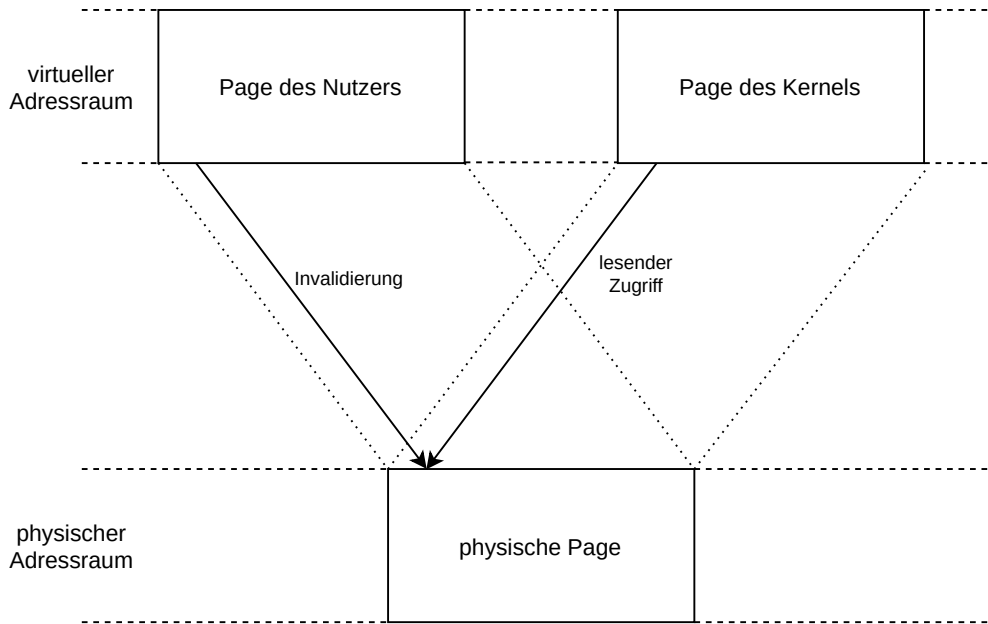 virtueller
Adressraum
Page des Nutzers
Page des Kernels
Invalidierung
lesender
Zugriff
physischer
Adressraum
physische Page